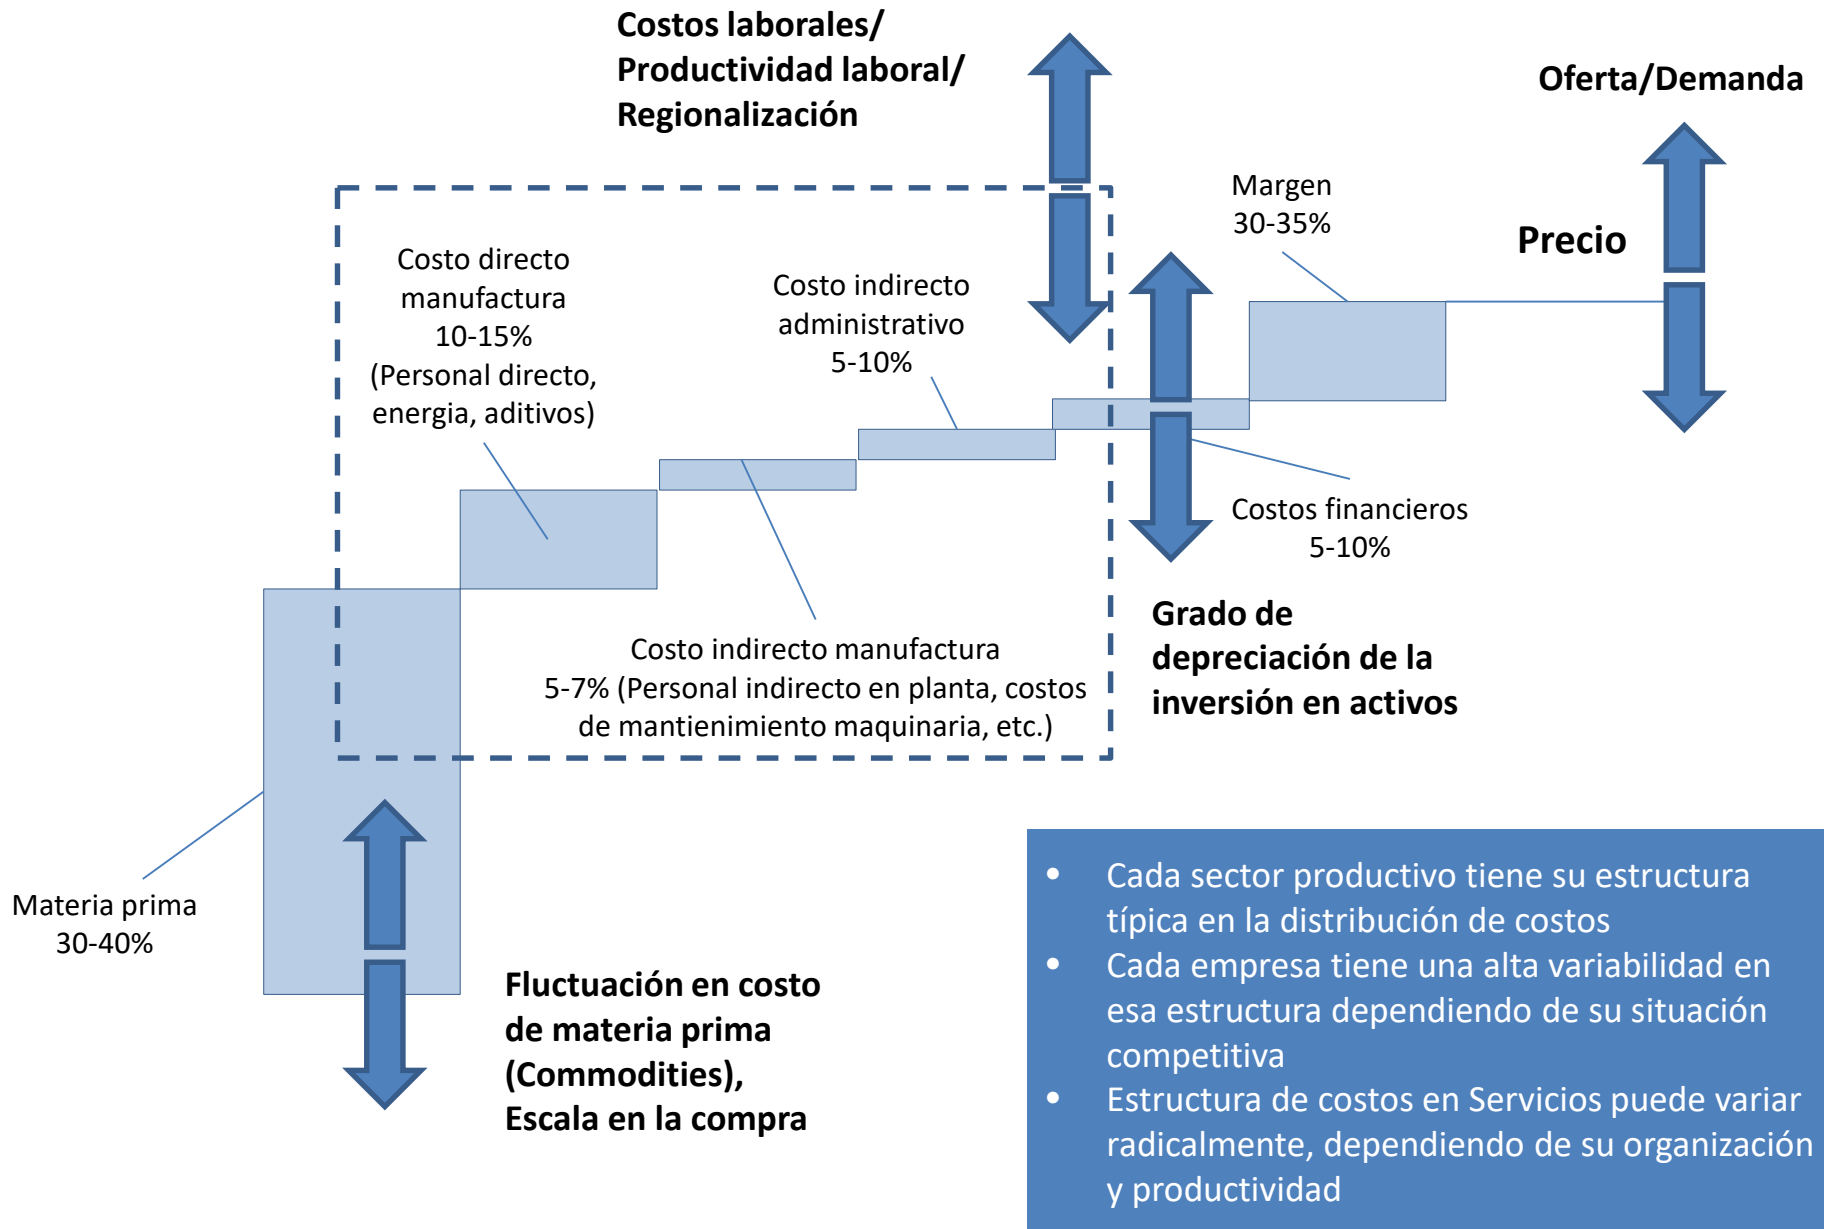 Costos laborales/
Productividad laboral/
Regionalización
Oferta/Demanda
Margen
30-35%
Precio
Costo directo
manufactura
10-15%
(Personal directo,
energia, aditivos)
Costo indirecto
administrativo
5-10%
Costos financieros
5-10%
Costo indirecto manufactura
5-7% (Personal indirecto en planta, costos
de mantienimiento maquinaria, etc.)
Grado de
depreciación de la
inversión en activos
Materia prima
30-40%
Fluctuación en costo
de materia prima
(Commodities),
Escala en la compra
• Cada sector productivo tiene su estructura
típica en la distribución de costos
• Cada empresa tiene una alta variabilidad en
esa estructura dependiendo de su situación
competitiva
• Estructura de costos en Servicios puede variar
radicalmente, dependiendo de su organización
y productividad